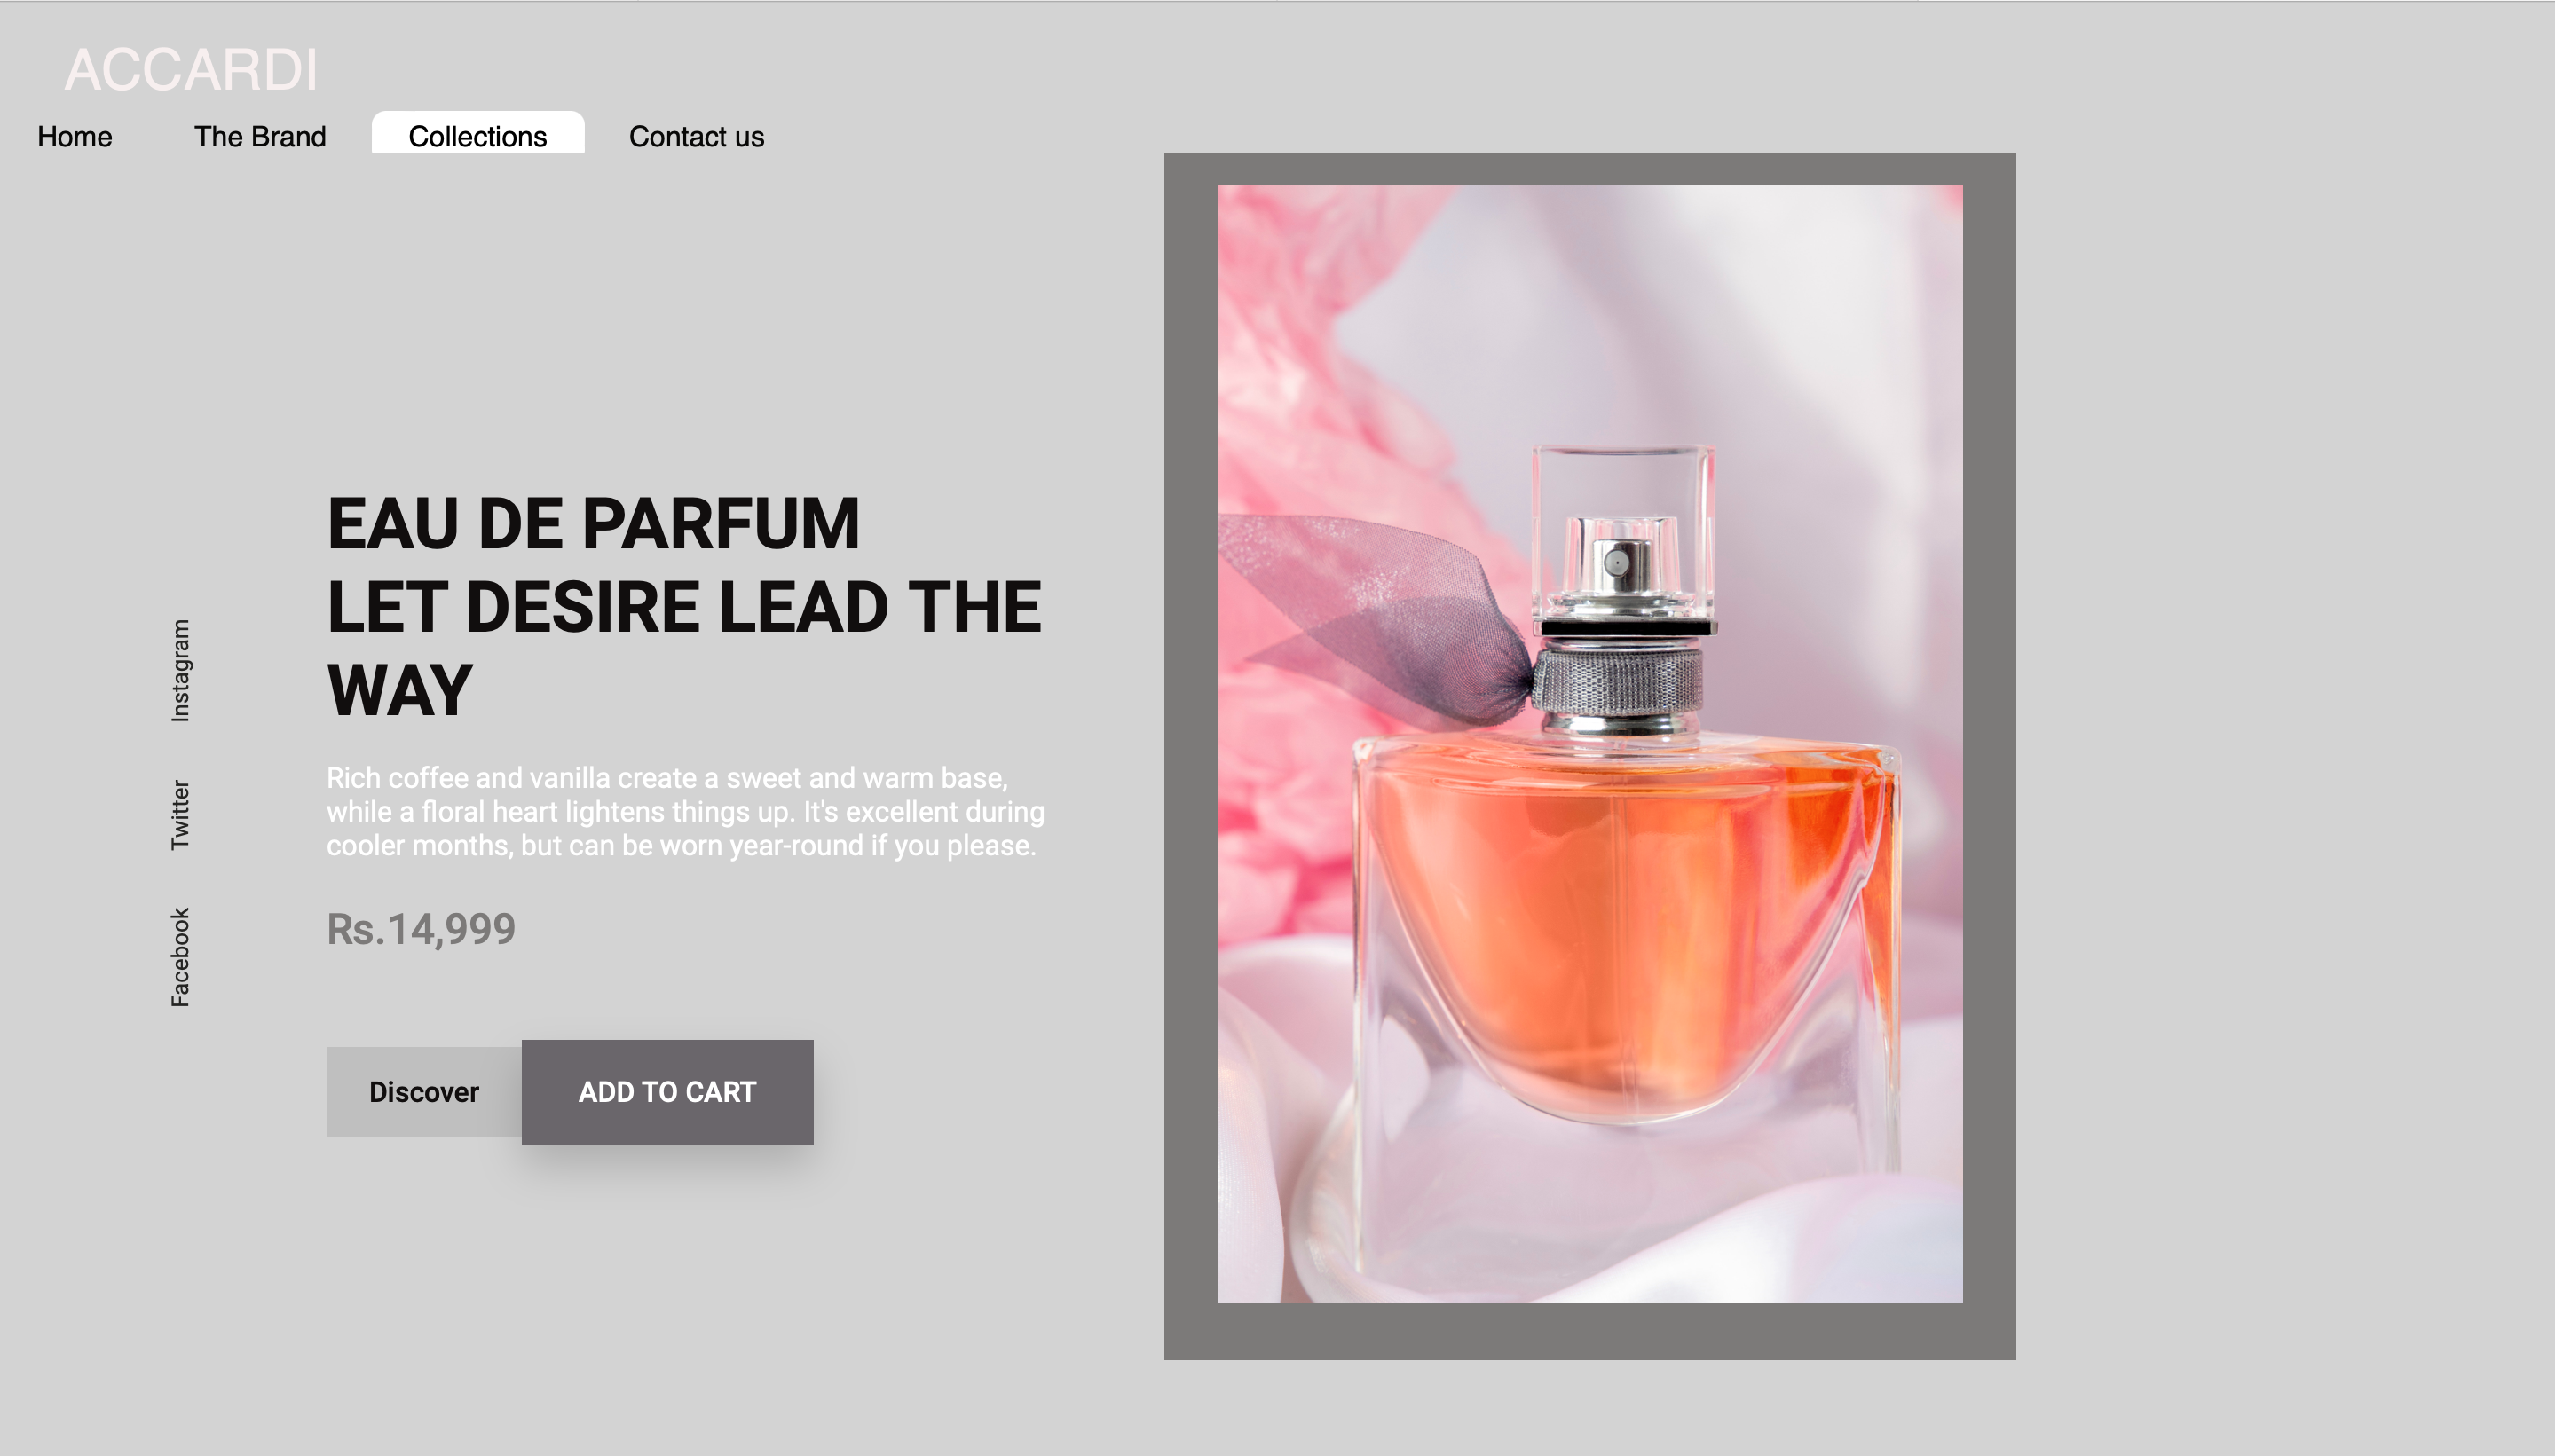 ACCARDI
Home
The Brand
Collections
Contact us
EAU DE PARFUM
LET DESIRE LEAD THE
WAY
Rich coffee and vanilla create a sweet and warm base,
while a floral heart lightens things up. It's excellent during
cooler months, but can be worn year-round if you please.
Rs.14,999
Discover
ADD TO CART
Instagram
Twitter
Facebook